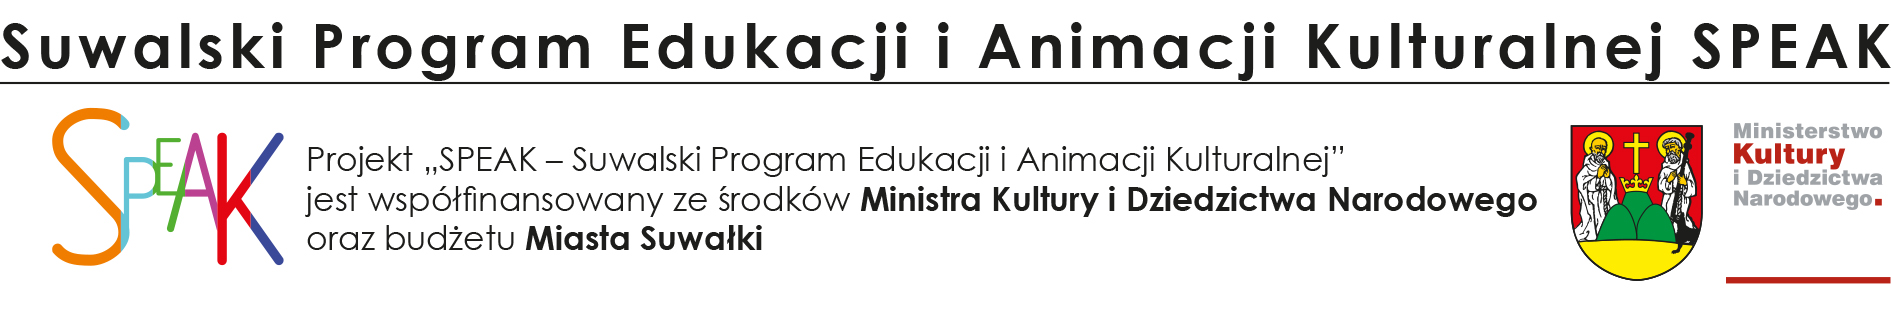 Suwalski Program Edukacji i Animacji Kulturalnej SPEAK
SPEAK
Projekt „SPEAK – Suwalski Program Edukacji i Animacji Kulturalnej”
jest współfinansowany ze środków Ministra Kultury i Dziedzictwa Narodowego
oraz budżetu Miasta Suwałki
Ministerstwo
Kultury
i Dziedzictwa
Narodowego.